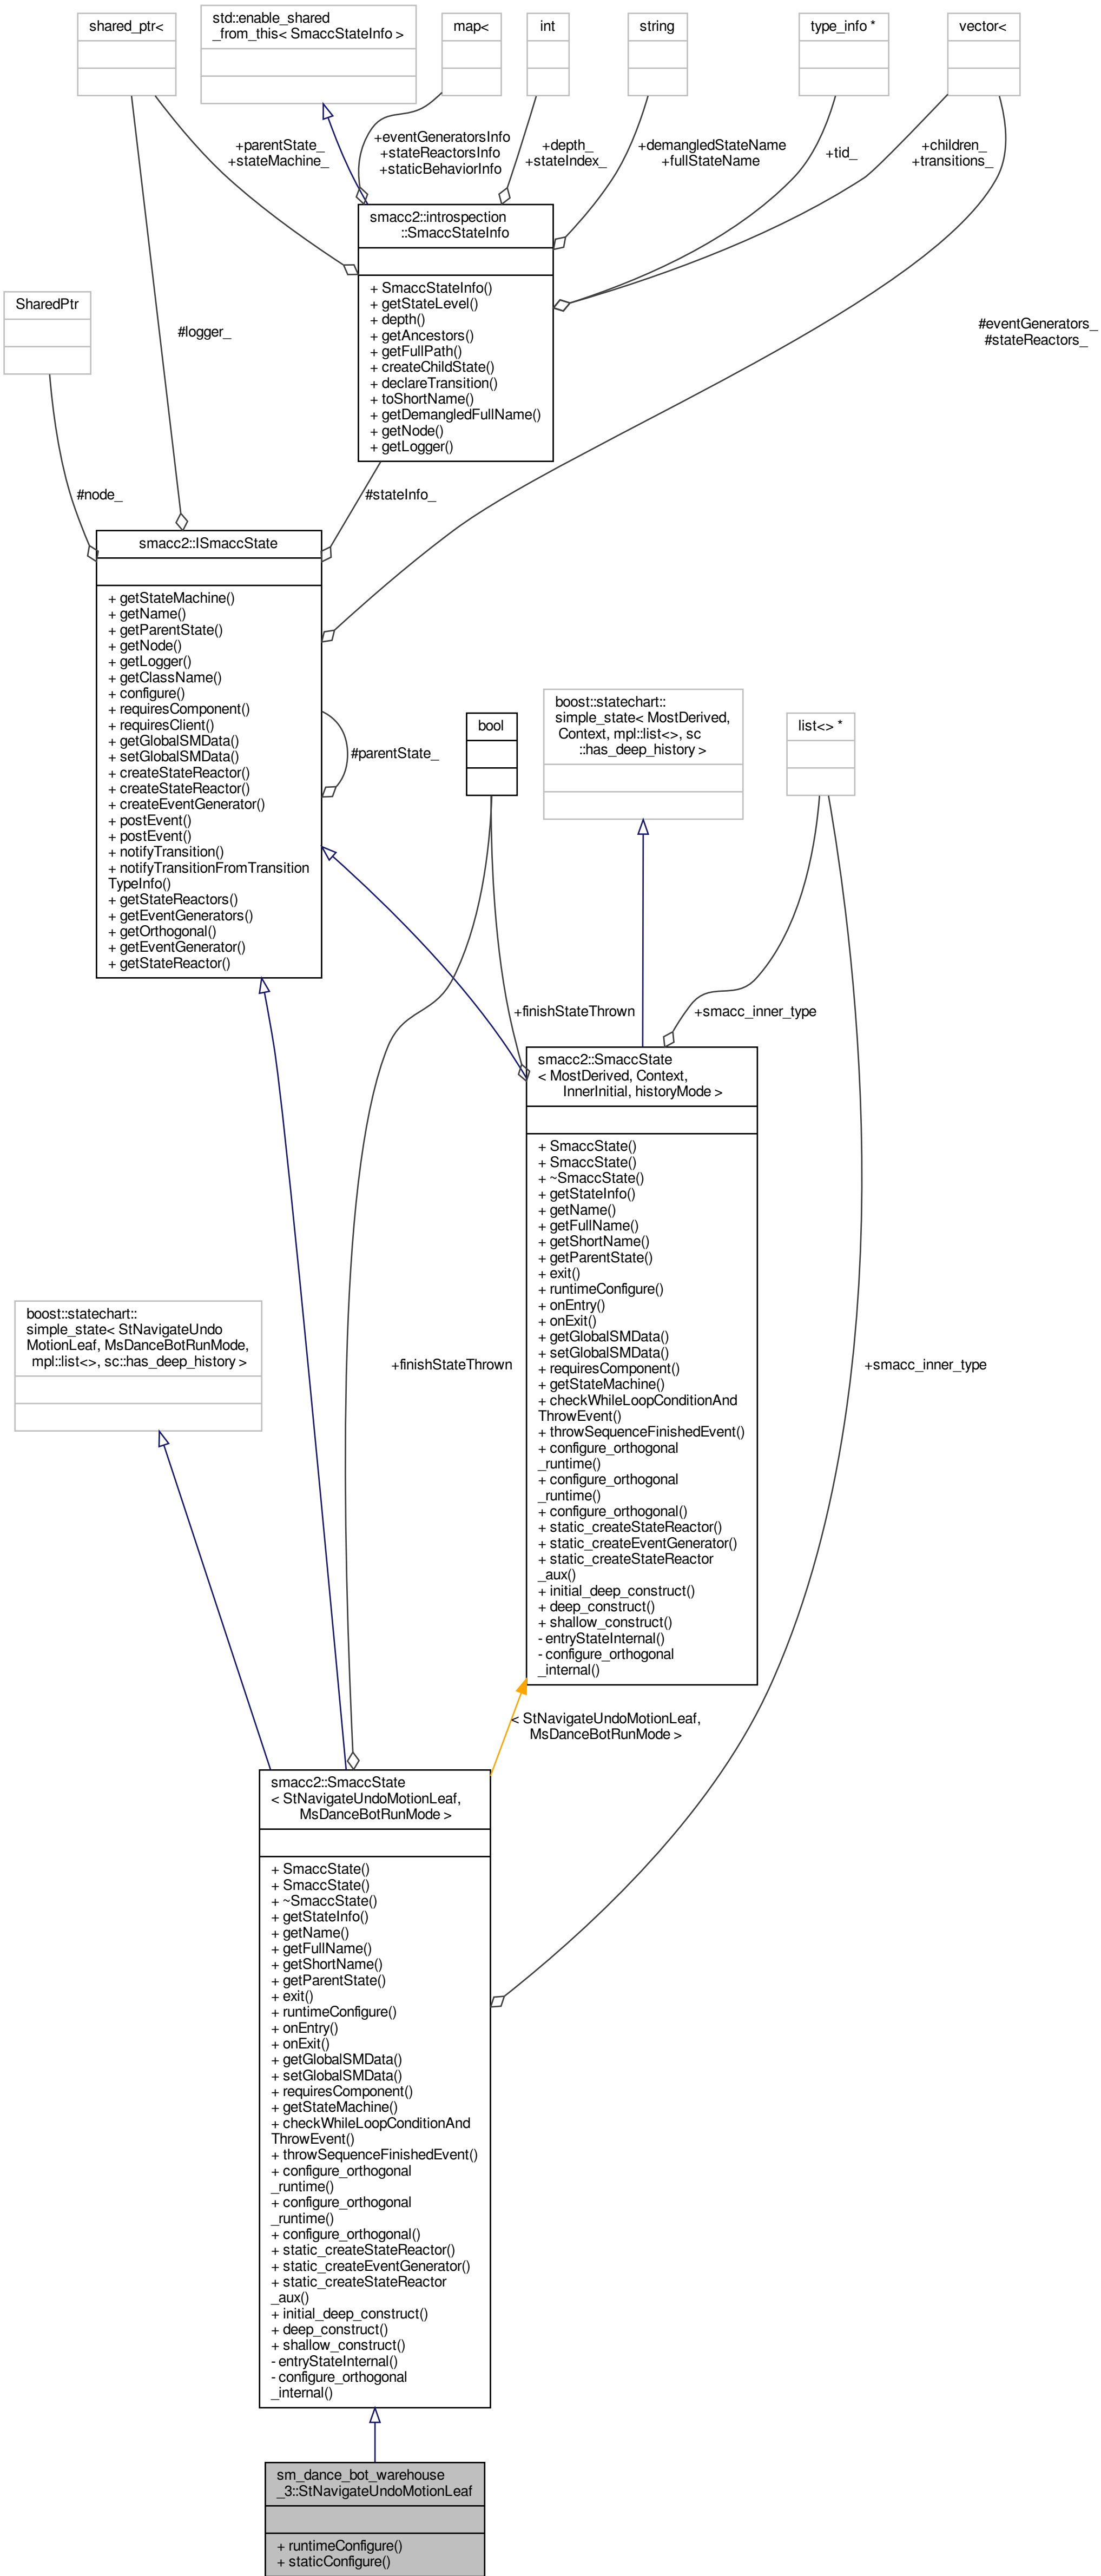 shared_ptr<
std::enable_shared
_from_this< SmaccStateInfo >
map<
int
string
type_info *
vector<
+parentState_
+stateMachine_
+eventGeneratorsInfo
+stateReactorsInfo
+staticBehaviorInfo
+depth_
+stateIndex_
+demangledStateName
+fullStateName
+tid_
+children_
+transitions_
smacc2::introspection
::SmaccStateInfo
+ SmaccStateInfo()
+ getStateLevel()
+ depth()
+ getAncestors()
+ getFullPath()
+ createChildState()
+ declareTransition()
+ toShortName()
+ getDemangledFullName()
+ getNode()
+ getLogger()
SharedPtr
#logger_
#eventGenerators_
#stateReactors_
#node_
#stateInfo_
smacc2::ISmaccState
+ getStateMachine()
+ getName()
+ getParentState()
+ getNode()
+ getLogger()
+ getClassName()
+ configure()
+ requiresComponent()
+ requiresClient()
+ getGlobalSMData()
+ setGlobalSMData()
+ createStateReactor()
+ createStateReactor()
+ createEventGenerator()
+ postEvent()
+ postEvent()
+ notifyTransition()
+ notifyTransitionFromTransition
TypeInfo()
+ getStateReactors()
+ getEventGenerators()
+ getOrthogonal()
+ getEventGenerator()
+ getStateReactor()
#parentState_
bool
boost::statechart::
simple_state< MostDerived,
Context, mpl::list<>, sc
::has_deep_history >
list<> *
+finishStateThrown
+smacc_inner_type
smacc2::SmaccState
< MostDerived, Context,
InnerInitial, historyMode >
+ SmaccState()
+ SmaccState()
+ ~SmaccState()
+ getStateInfo()
+ getName()
+ getFullName()
+ getShortName()
+ getParentState()
+ exit()
+ runtimeConfigure()
+ onEntry()
+ onExit()
+ getGlobalSMData()
+ setGlobalSMData()
+ requiresComponent()
+ getStateMachine()
+ checkWhileLoopConditionAnd
ThrowEvent()
+ throwSequenceFinishedEvent()
+ configure_orthogonal
_runtime()
+ configure_orthogonal
_runtime()
+ configure_orthogonal()
+ static_createStateReactor()
+ static_createEventGenerator()
+ static_createStateReactor
_aux()
+ initial_deep_construct()
+ deep_construct()
+ shallow_construct()
- entryStateInternal()
- configure_orthogonal
_internal()
boost::statechart::
simple_state< StNavigateUndo
MotionLeaf, MsDanceBotRunMode,
mpl::list<>, sc::has_deep_history >
+finishStateThrown
+smacc_inner_type
< StNavigateUndoMotionLeaf,
MsDanceBotRunMode >
smacc2::SmaccState
< StNavigateUndoMotionLeaf,
MsDanceBotRunMode >
+ SmaccState()
+ SmaccState()
+ ~SmaccState()
+ getStateInfo()
+ getName()
+ getFullName()
+ getShortName()
+ getParentState()
+ exit()
+ runtimeConfigure()
+ onEntry()
+ onExit()
+ getGlobalSMData()
+ setGlobalSMData()
+ requiresComponent()
+ getStateMachine()
+ checkWhileLoopConditionAnd
ThrowEvent()
+ throwSequenceFinishedEvent()
+ configure_orthogonal
_runtime()
+ configure_orthogonal
_runtime()
+ configure_orthogonal()
+ static_createStateReactor()
+ static_createEventGenerator()
+ static_createStateReactor
_aux()
+ initial_deep_construct()
+ deep_construct()
+ shallow_construct()
- entryStateInternal()
- configure_orthogonal
_internal()
sm_dance_bot_warehouse
_3::StNavigateUndoMotionLeaf
+ runtimeConfigure()
+ staticConfigure()